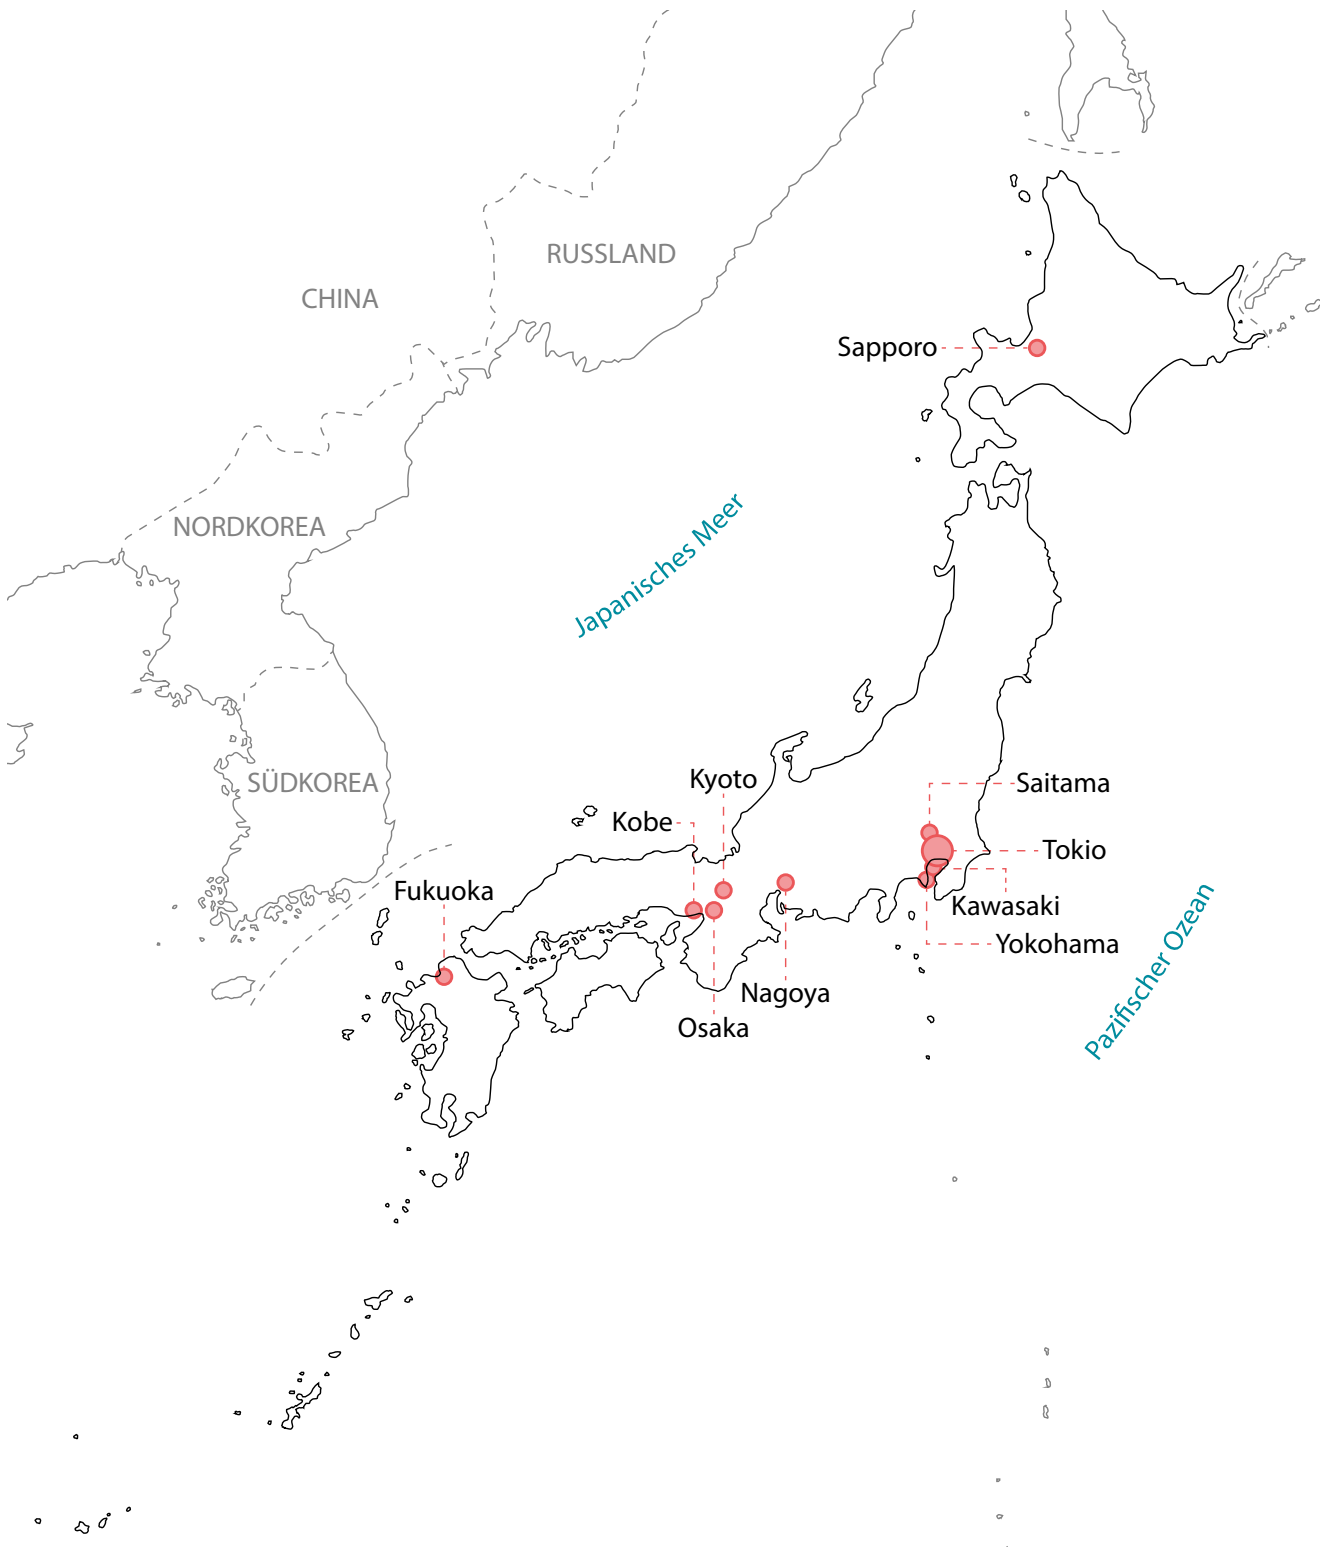 RUSSLAND
CHINA
Sapporo
NORDKOREA
Japanisches Meer
SÜDKOREA
Kyoto
Saitama
Kobe
Tokio
Fukuoka
Kawasaki
Yokohama
Nagoya
Osaka
Pazifischer Ozean